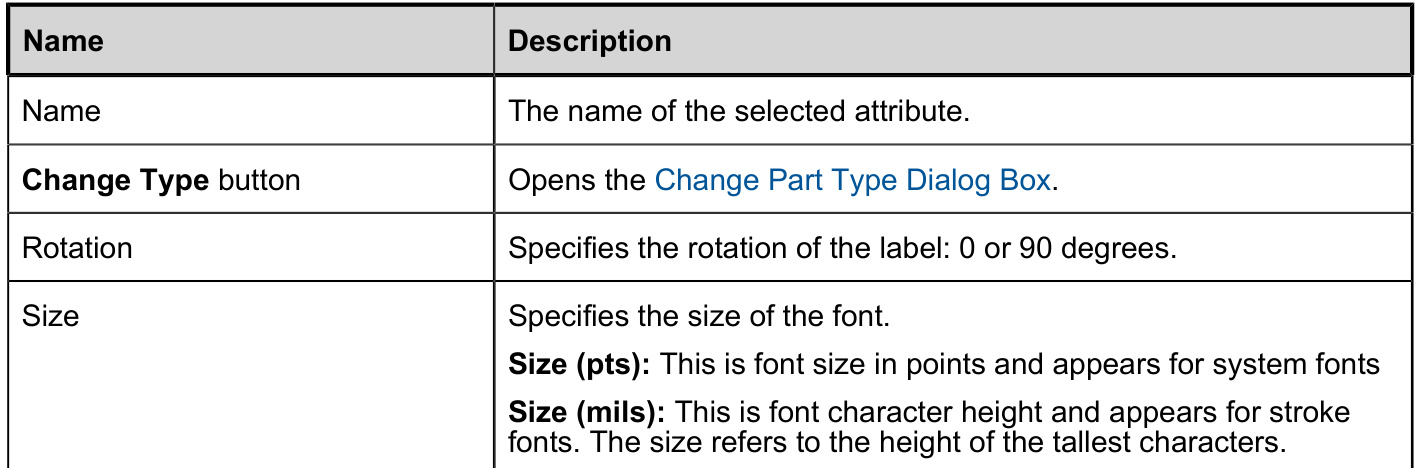 Name Description
Name The name of the selected attribute.
Change Type button Opens the Change Part Type Dialog Box.
Rotation Specifies the rotation of the label: 0 or 90 degrees.
Size Specifies the size of the font.
Size (pts): This is font size in points and appears for system fonts
Size (mils): This is font character height and appears for stroke
fonts. The size refers to the height of the tallest characters.